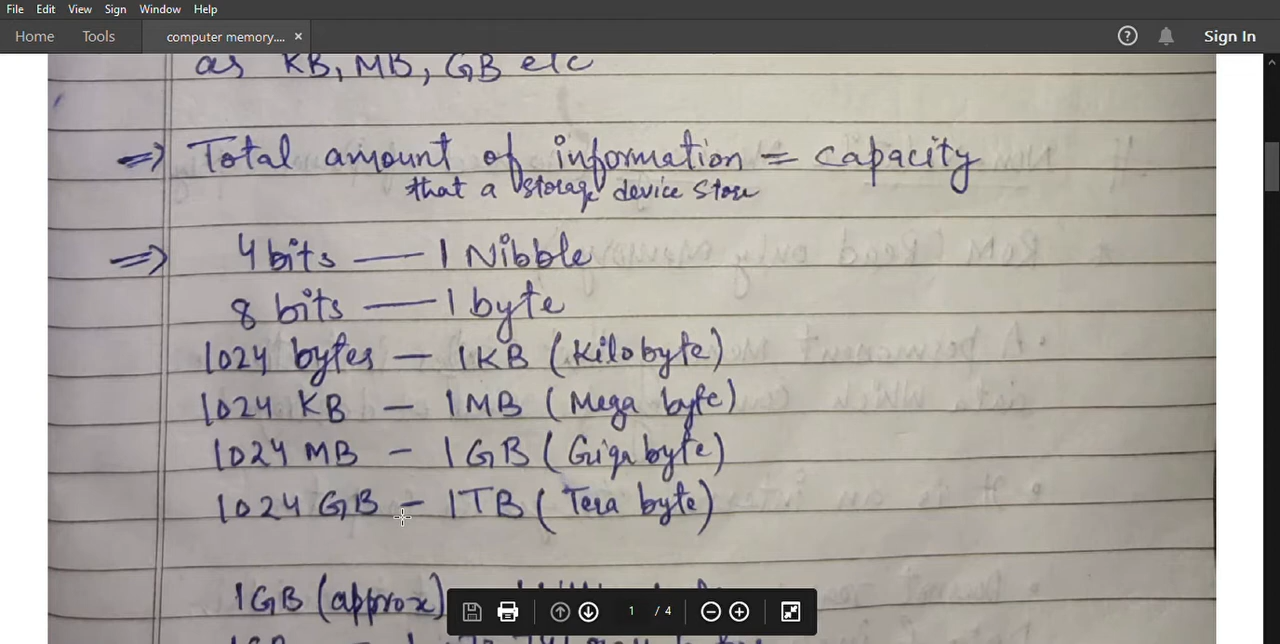 File Edit View Sign Window Help
Home Tools computer memory.... × Sign In
as KB, MB, GB etc
=> Total amount of information = capacity
that a storage device store
=> 4 bits — 1 Nibble
8 bits — 1 byte
1024 bytes — 1KB (Kilobyte)
1024 KB — 1MB (Mega byte)
1024 MB — 1GB (Giga byte)
1024 GB — 1TB (Tera byte)
1GB (approx)
1 / 4